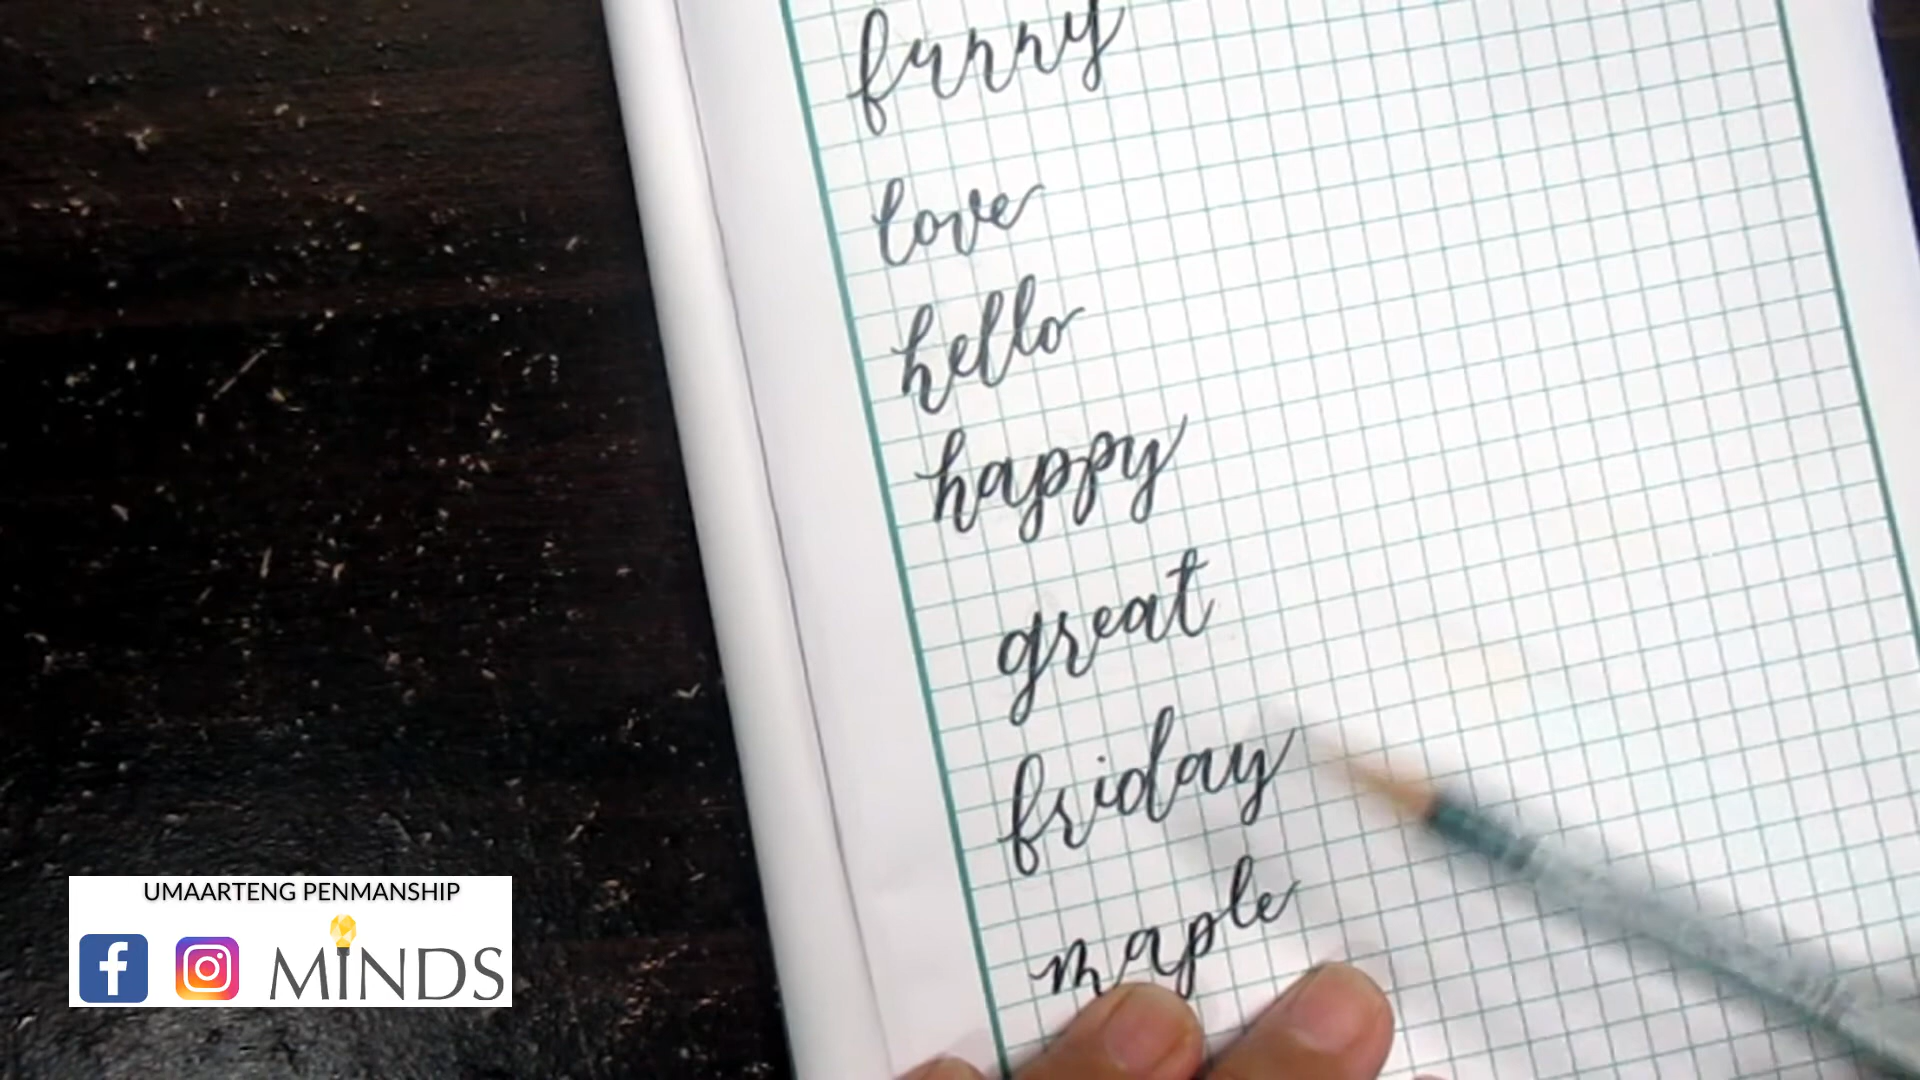 funny
love
hello
happy
great
friday
maple
UMAARTENG PENMANSHIP
MINDS